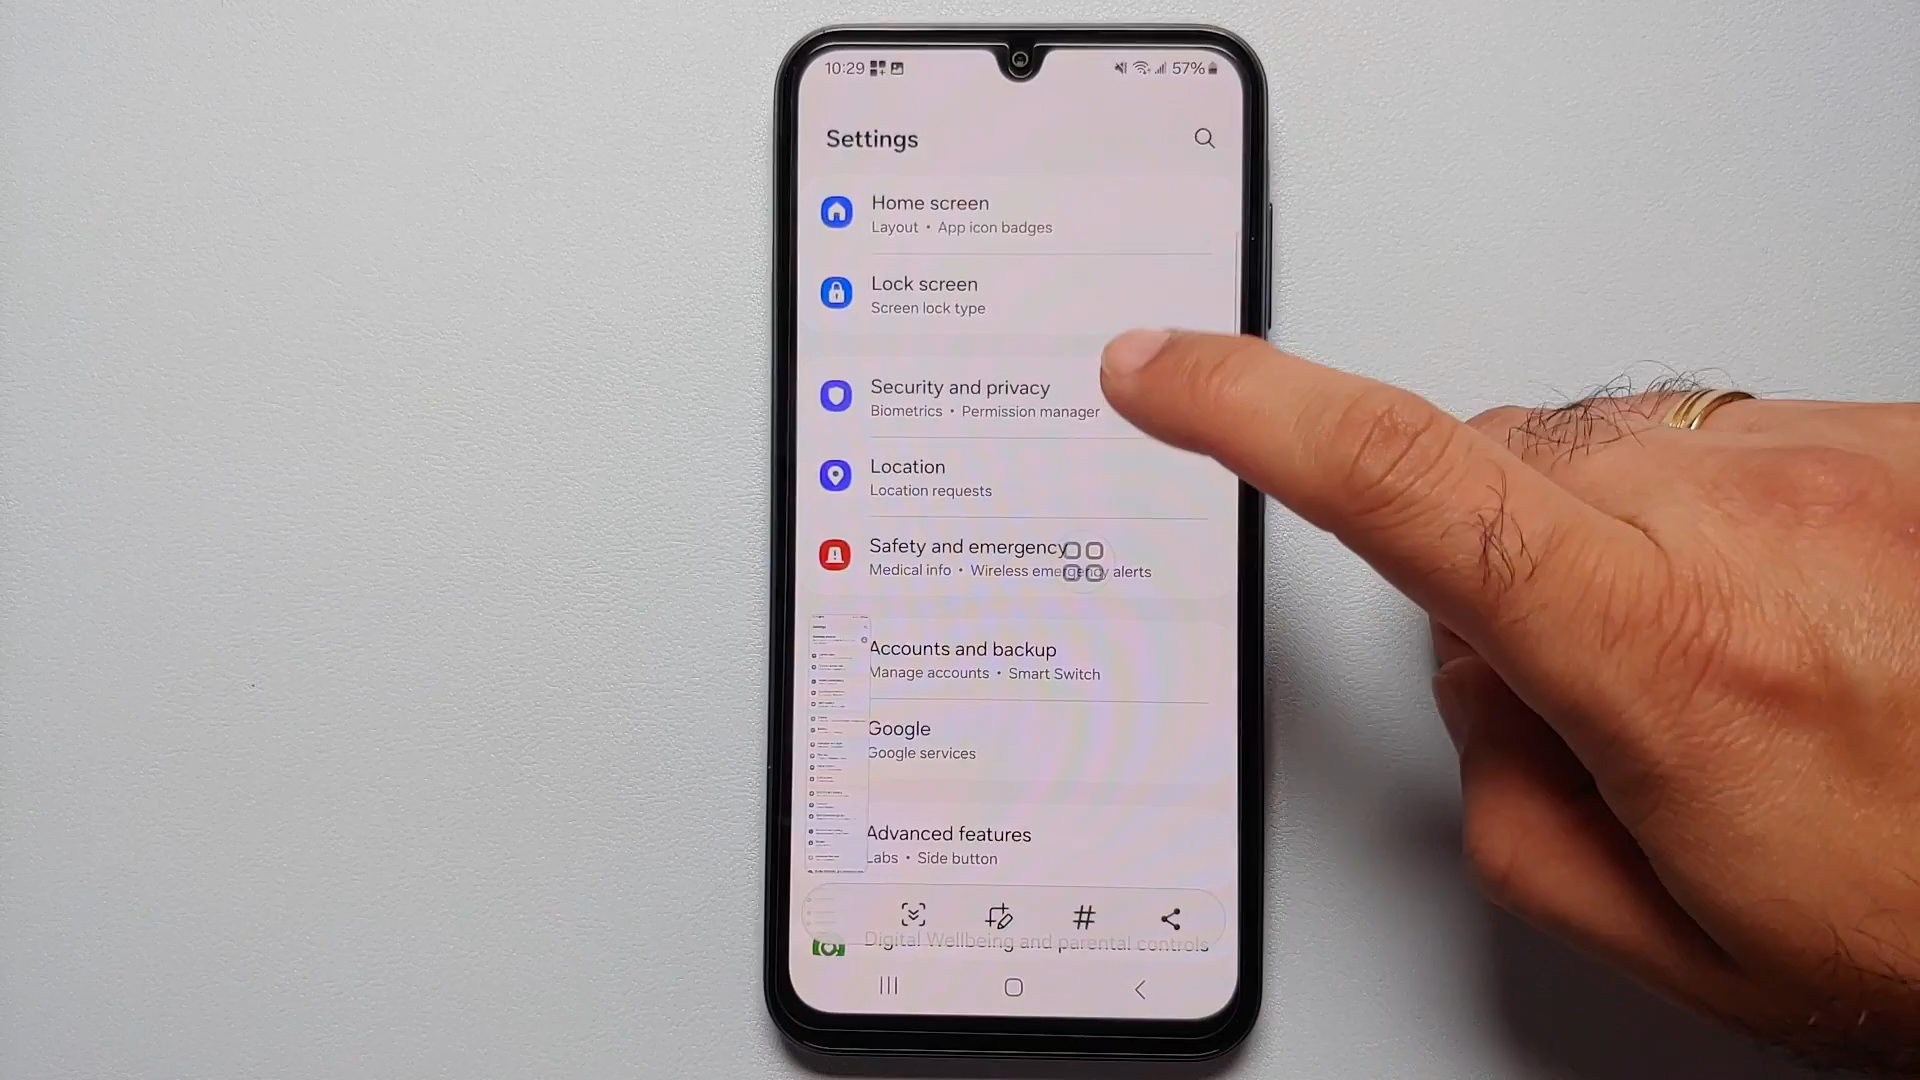 10:29
57%
Settings
Home screen
Layout • App icon badges
Lock screen
Screen lock type
Security and privacy
Biometrics • Permission manager
Location
Location requests
Safety and emergency
Medical info • Wireless emergency alerts
Accounts and backup
Manage accounts • Smart Switch
Google
Google services
Advanced features
Labs • Side button
#
Digital Wellbeing and parental controls